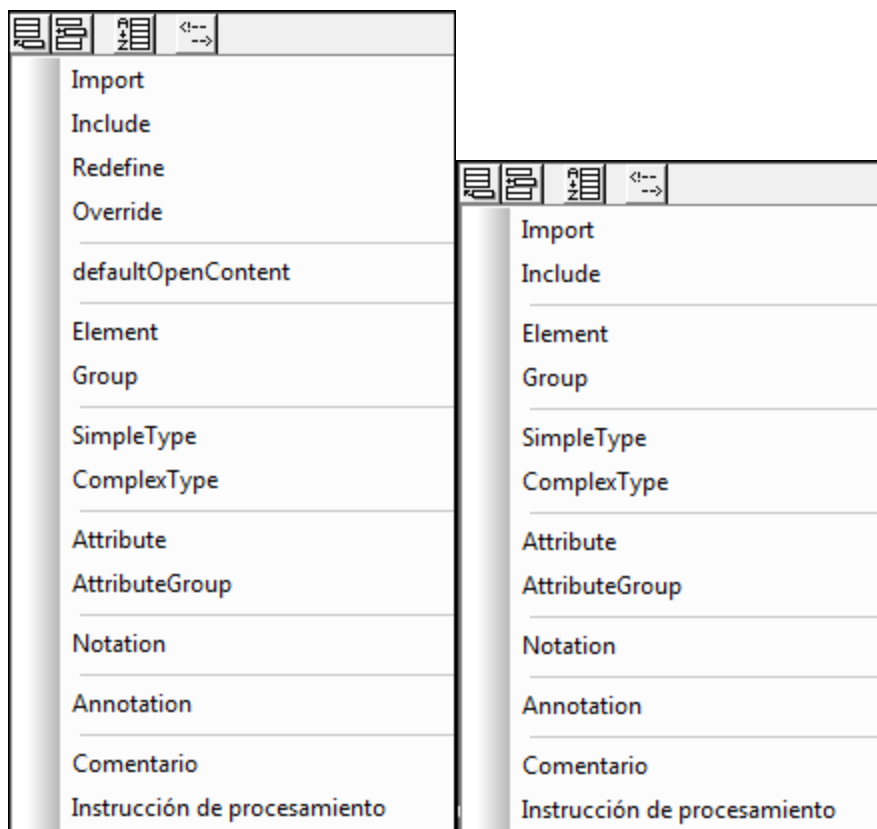 Import
Include
Redefine
Override
defaultOpenContent
Element
Group
SimpleType
ComplexType
Attribute
AttributeGroup
Notation
Annotation
Comentario
Instrucción de procesamiento
Import
Include
Element
Group
SimpleType
ComplexType
Attribute
AttributeGroup
Notation
Annotation
Comentario
Instrucción de procesamiento